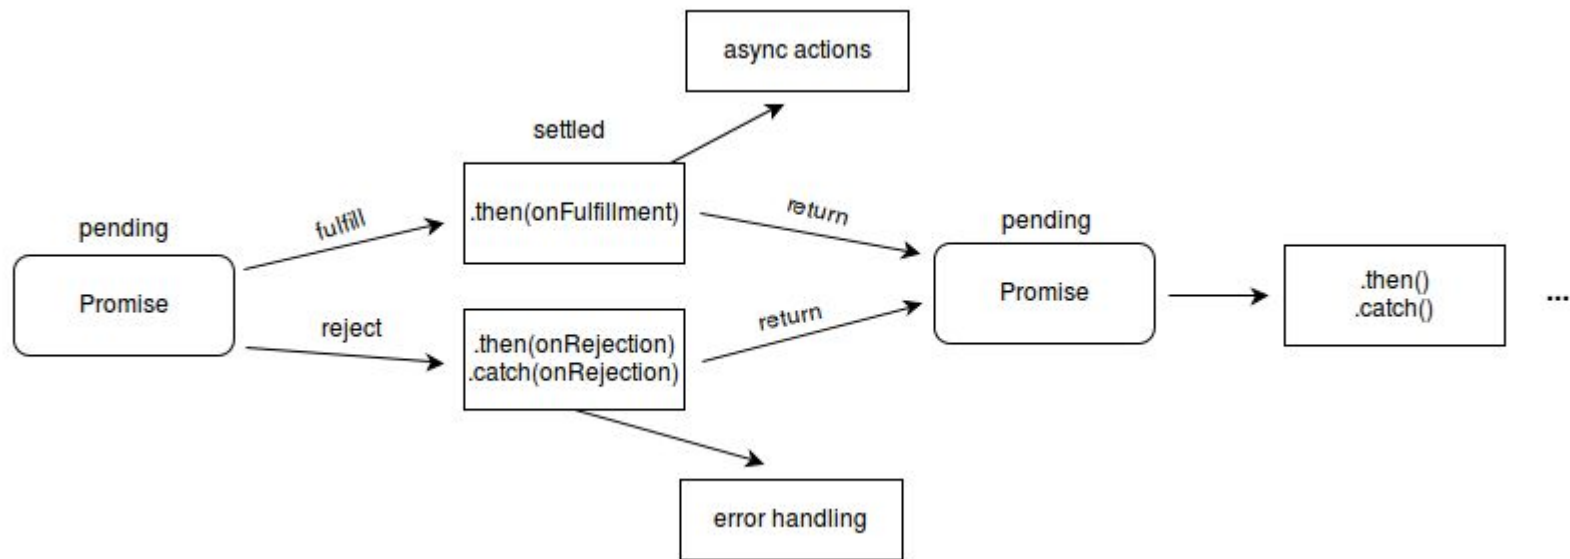 async actions
settled
.then(onFulfillment)
fulfill
return
pending
Promise
pending
Promise
.then()
.catch()
...
reject
.then(onRejection)
.catch(onRejection)
return
error handling